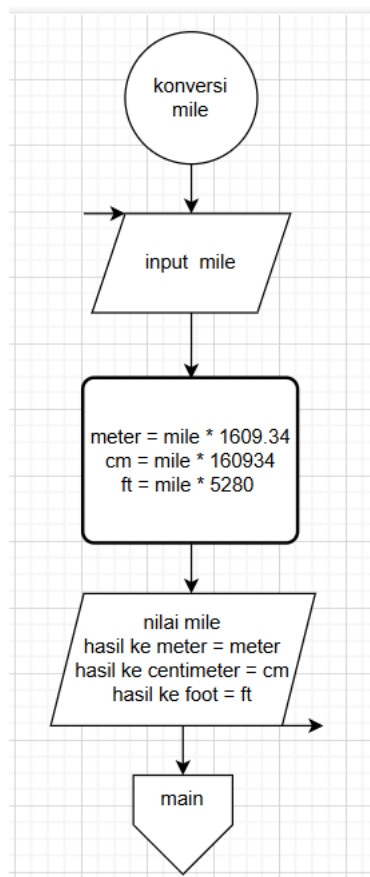 konversi
mile
input mile
meter = mile * 1609.34
cm = mile * 160934
ft = mile * 5280
nilai mile
hasil ke meter = meter
hasil ke centimeter = cm
hasil ke foot = ft
main